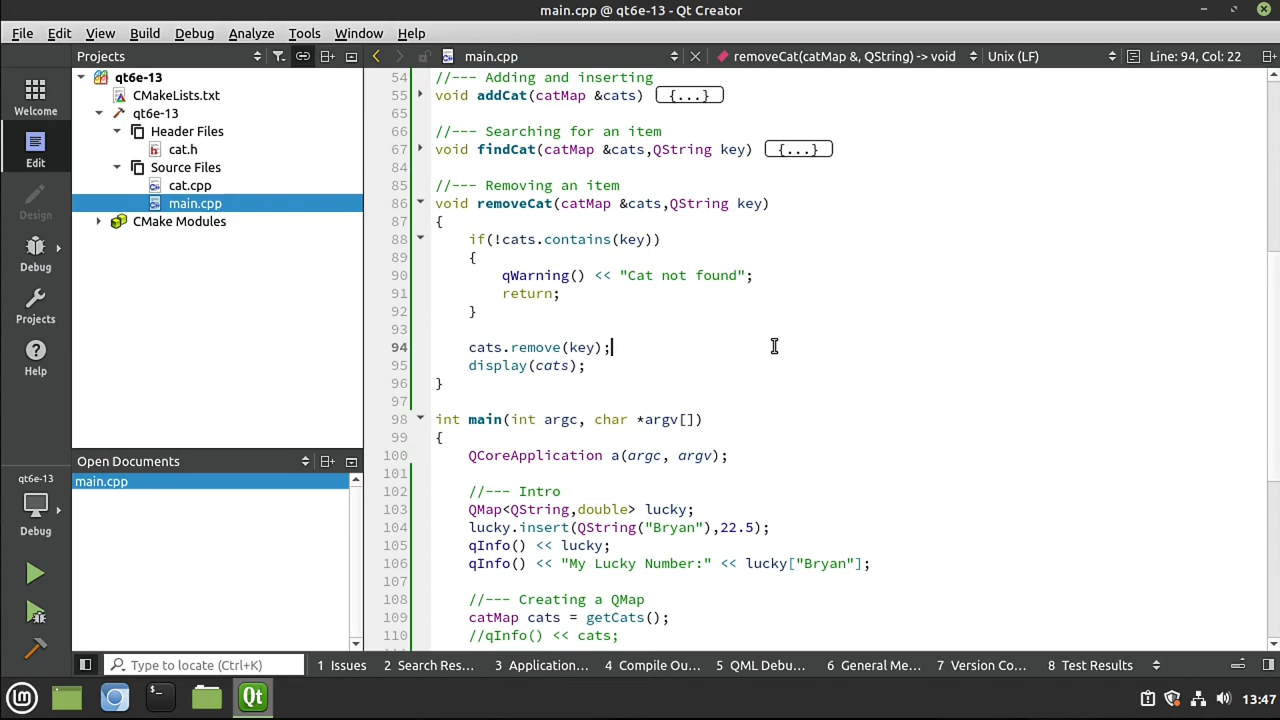 main.cpp @ qt6e-13 - Qt Creator
File Edit View Build Debug Analyze Tools Window Help
Projects main.cpp removeCat(catMap &, QString) -> void Unix (LF) Line: 94, Col: 22
Welcome
Edit
Design
Debug
Projects
Help
qt6e-13
Debug
qt6e-13
CMakeLists.txt
qt6e-13
Header Files
cat.h
Source Files
cat.cpp
main.cpp
CMake Modules
Open Documents
main.cpp
54 //--- Adding and inserting
55 void addCat(catMap &cats) {...}
65
66 //--- Searching for an item
67 void findCat(catMap &cats,QString key) {...}
84
85 //--- Removing an item
86 void removeCat(catMap &cats,QString key)
87 {
88 if(!cats.contains(key))
89 {
90 qWarning() << "Cat not found";
91 return;
92 }
93
94 cats.remove(key);
95 display(cats);
96 }
97
98 int main(int argc, char *argv[])
99 {
100 QCoreApplication a(argc, argv);
101
102 //--- Intro
103 QMap<QString,double> lucky;
104 lucky.insert(QString("Bryan"),22.5);
105 qInfo() << lucky;
106 qInfo() << "My Lucky Number:" << lucky["Bryan"];
107
108 //--- Creating a QMap
109 catMap cats = getCats();
110 //qInfo() << cats;
Type to locate (Ctrl+K) 1 Issues 2 Search Res... 3 Application... 4 Compile Ou... 5 QML Debu... 6 General Me... 7 Version Co... 8 Test Results
Qt 13:47